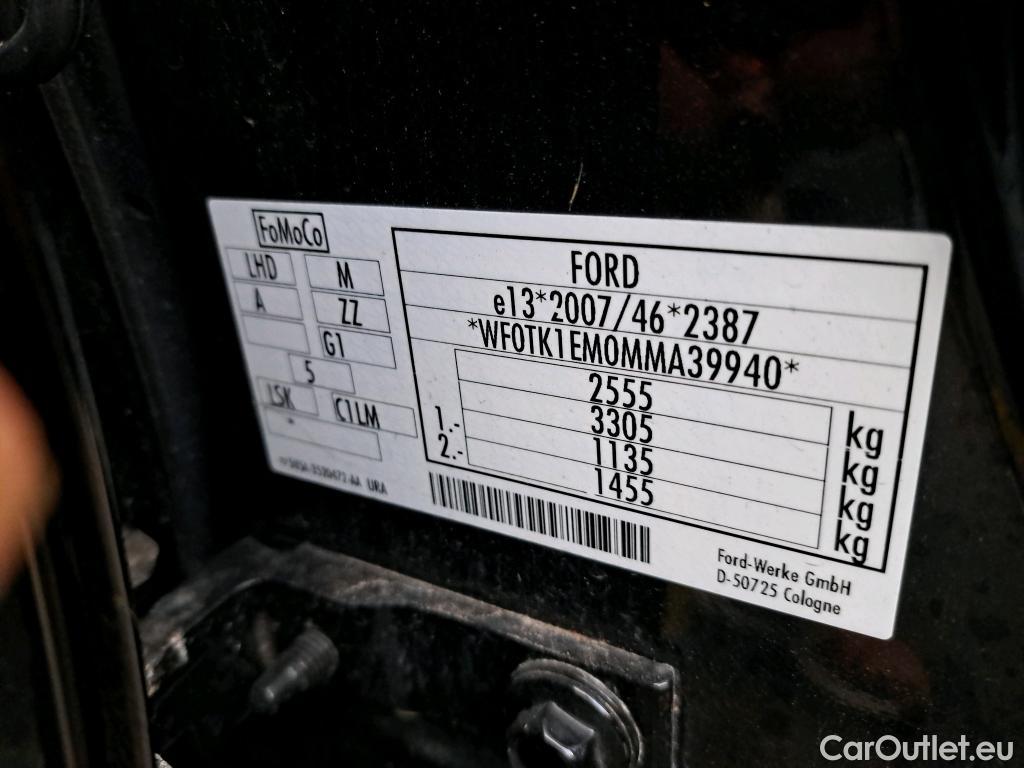 FoMoCo
LHD M
A ZZ
G1
5
LSK C1LM
URA
FORD
e13*2007/46*2387
*WF0TK1EM0MMA39940*
2555 kg
3305 kg
1.- 1135 kg
2.- 1455 kg
Ford-Werke GmbH
D-50725 Cologne
CarOutlet.eu